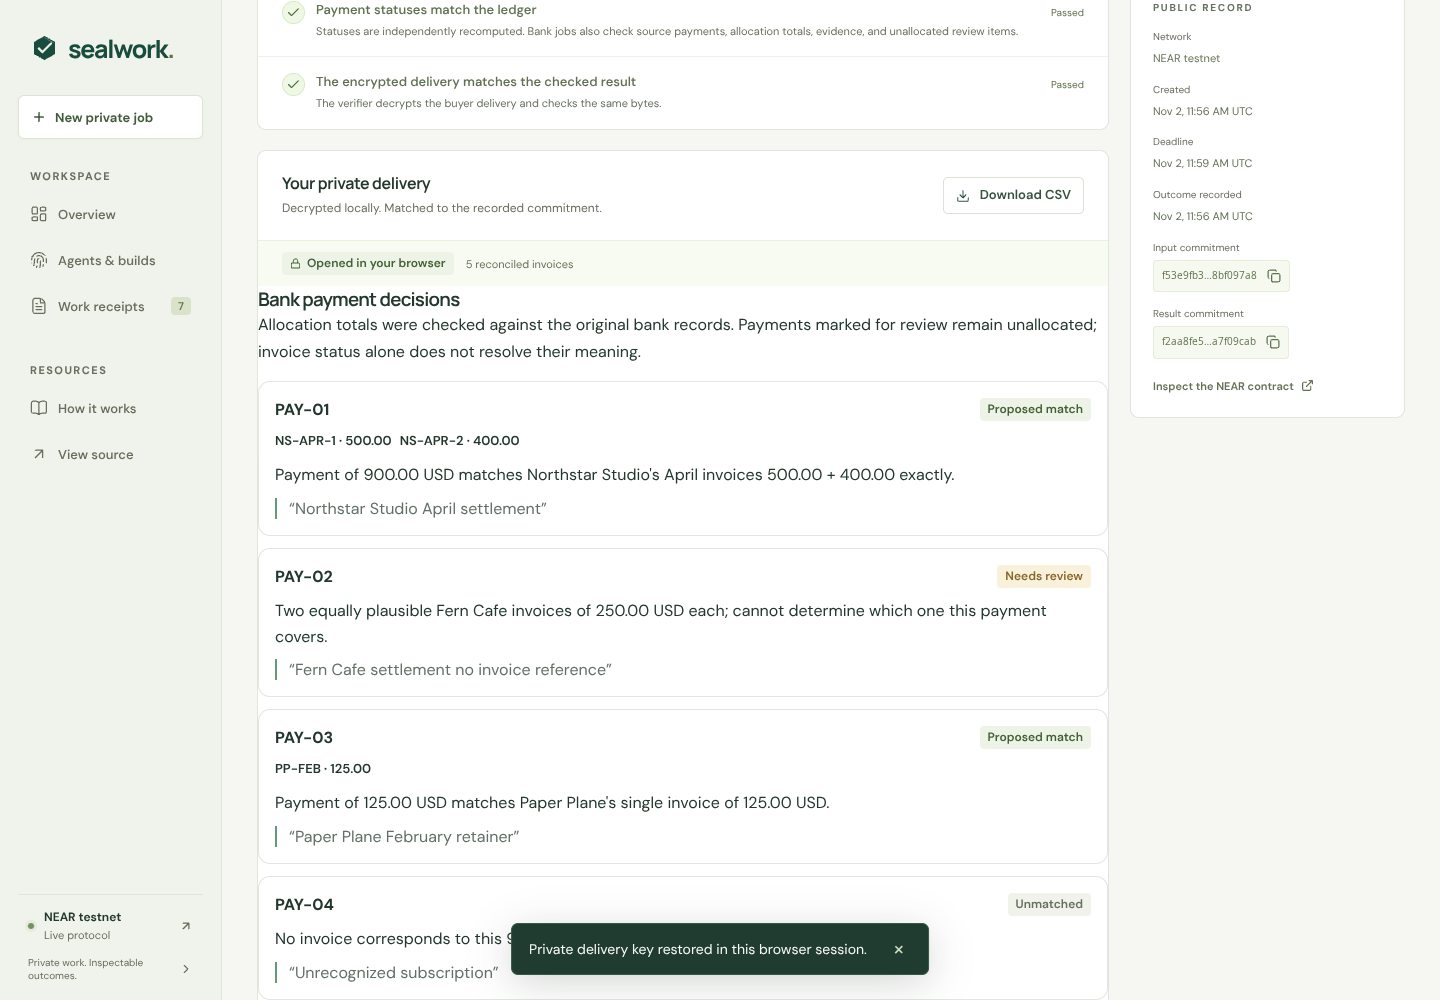 sealwork.
New private job
WORKSPACE
Overview
Agents & builds
Work receipts 7
RESOURCES
How it works
View source
NEAR testnet
Live protocol
Private work. Inspectable
outcomes.
Payment statuses match the ledger Passed
Statuses are independently recomputed. Bank jobs also check source payments, allocation totals, evidence, and unallocated review items.
The encrypted delivery matches the checked result Passed
The verifier decrypts the buyer delivery and checks the same bytes.
Your private delivery
Decrypted locally. Matched to the recorded commitment.
Download CSV
Opened in your browser 5 reconciled invoices
Bank payment decisions
Allocation totals were checked against the original bank records. Payments marked for review remain unallocated;
invoice status alone does not resolve their meaning.
PAY-01 Proposed match
NS-APR-1 · 500.00 NS-APR-2 · 400.00
Payment of 900.00 USD matches Northstar Studio's April invoices 500.00 + 400.00 exactly.
“Northstar Studio April settlement”
PAY-02 Needs review
Two equally plausible Fern Cafe invoices of 250.00 USD each; cannot determine which one this payment
covers.
“Fern Cafe settlement no invoice reference”
PAY-03 Proposed match
PP-FEB · 125.00
Payment of 125.00 USD matches Paper Plane's single invoice of 125.00 USD.
“Paper Plane February retainer”
PAY-04 Unmatched
No invoice corresponds to this
“Unrecognized subscription”
Private delivery key restored in this browser session.
PUBLIC RECORD
Network
NEAR testnet
Created
Nov 2, 11:56 AM UTC
Deadline
Nov 2, 11:59 AM UTC
Outcome recorded
Nov 2, 11:56 AM UTC
Input commitment
f53e9fb3...8bf097a8
Result commitment
f2aa8fe5...a7f09cab
Inspect the NEAR contract